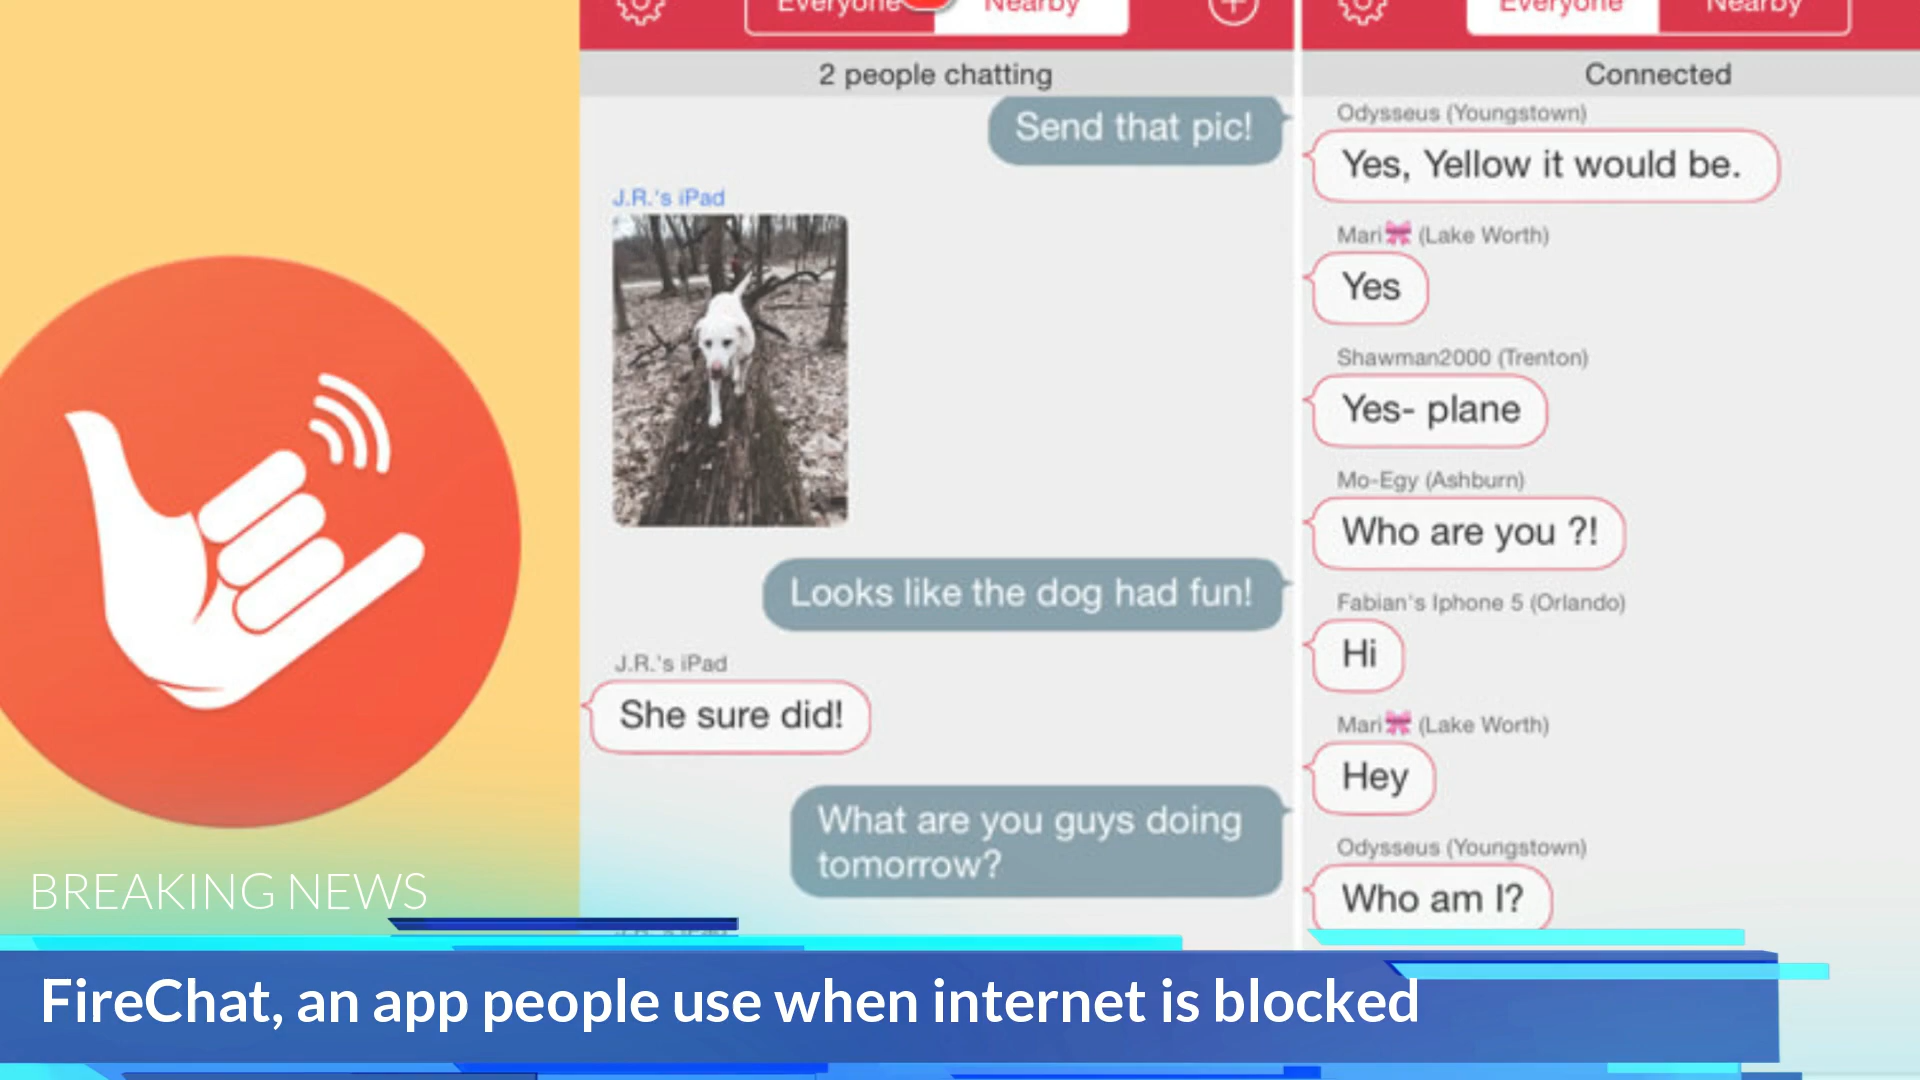 Everyone
Nearby
2 people chatting
Send that pic!
J.R.'s iPad
Looks like the dog had fun!
J.R.'s iPad
She sure did!
What are you guys doing
tomorrow?
Everyone
Nearby
Connected
Odysseus (Youngstown)
Yes, Yellow it would be.
Mari🎀 (Lake Worth)
Yes
Shawman2000 (Trenton)
Yes- plane
Mo-Egy (Ashburn)
Who are you ?!
Fabian's Iphone 5 (Orlando)
Hi
Mari🎀 (Lake Worth)
Hey
Odysseus (Youngstown)
Who am I?
BREAKING NEWS
FireChat, an app people use when internet is blocked